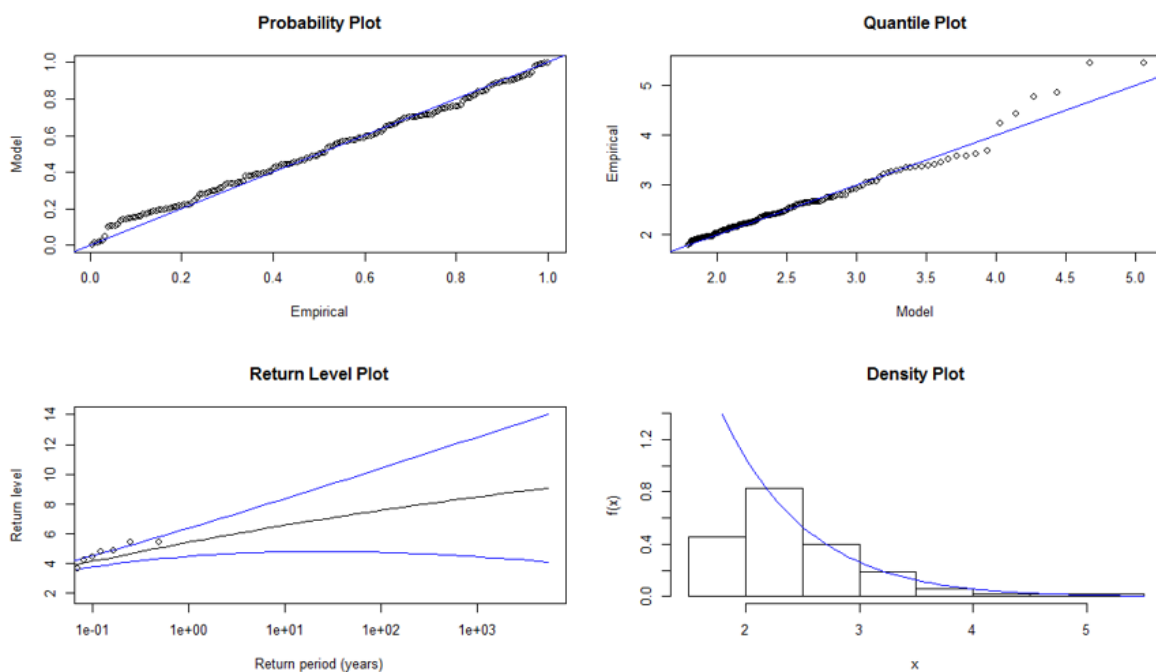 Probability Plot
Model
0.0 0.2 0.4 0.6 0.8 1.0
0.0 0.2 0.4 0.6 0.8 1.0
Empirical
Quantile Plot
Empirical
2 3 4 5
2.0 2.5 3.0 3.5 4.0 4.5 5.0
Model
Return Level Plot
Return level
2 4 6 8 10 12 14
1e-01 1e+00 1e+01 1e+02 1e+03
Return period (years)
Density Plot
f(x)
0.0 0.4 0.8 1.2
2 3 4 5
x